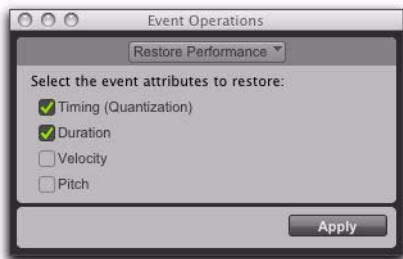 Event Operations
Restore Performance
Select the event attributes to restore:
Timing (Quantization)
Duration
Velocity
Pitch
Apply